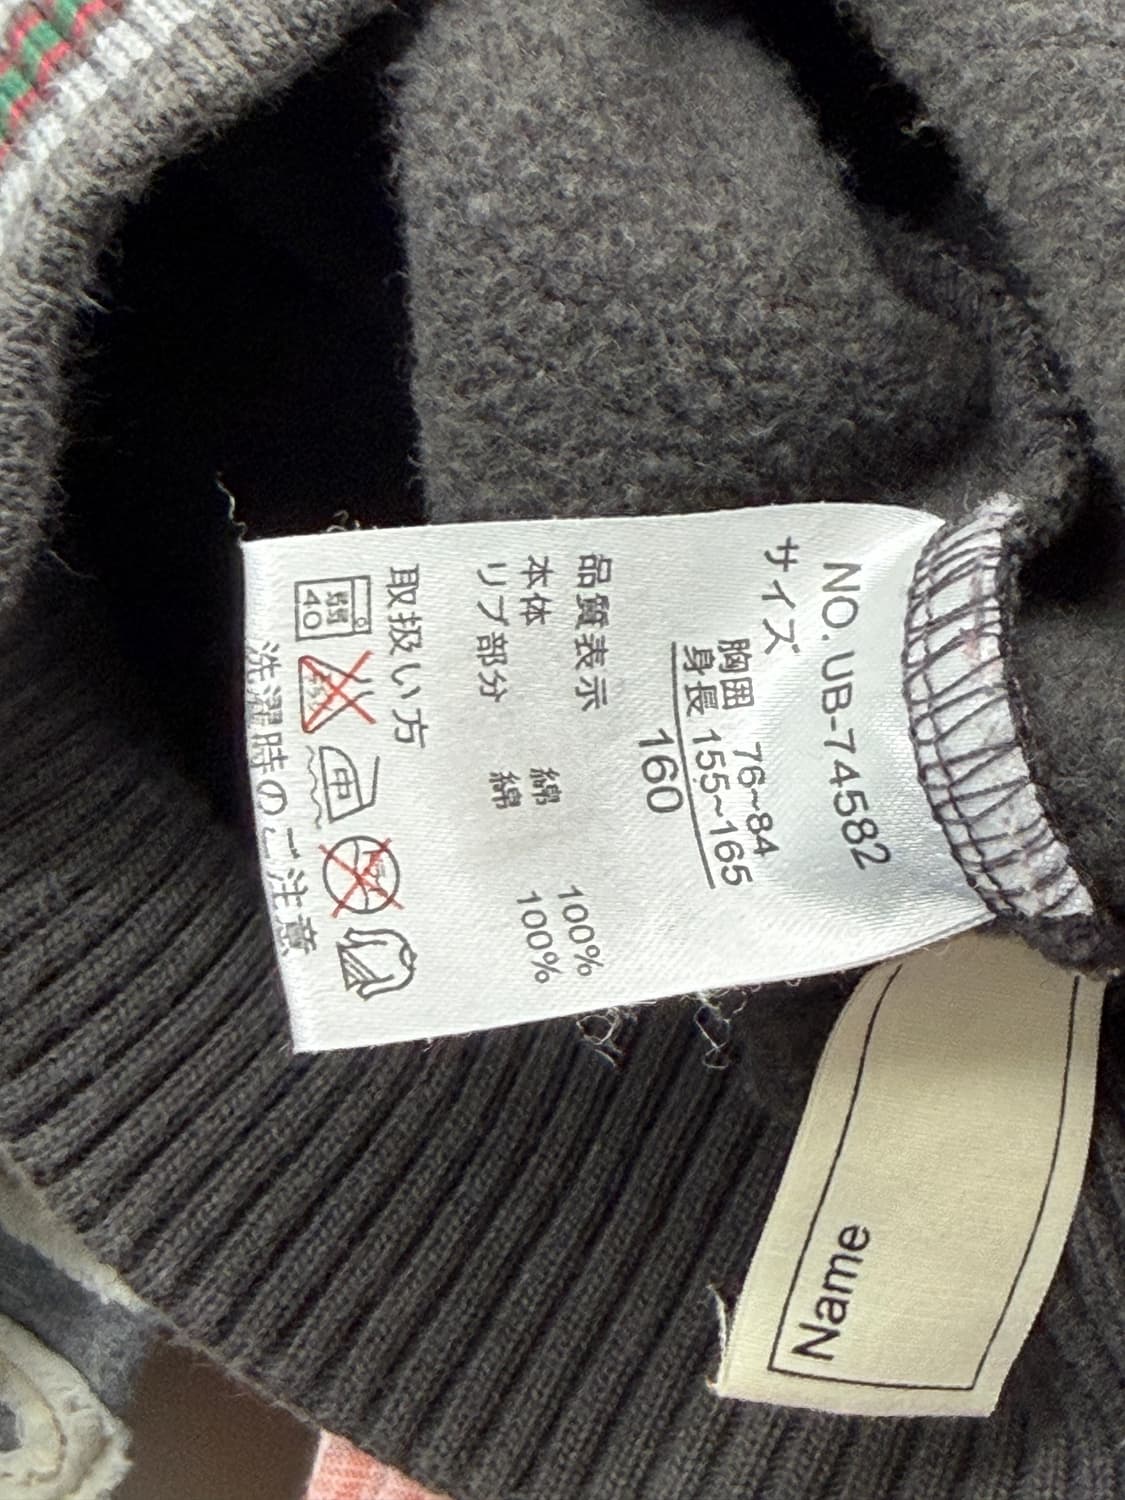 NO.UB-74582
サイズ
胸囲 76~84
身長 155~165
160
品質表示
本体 綿 100%
リブ部分 綿 100%
取扱い方
弱
40
中
洗濯時のご注意
Name